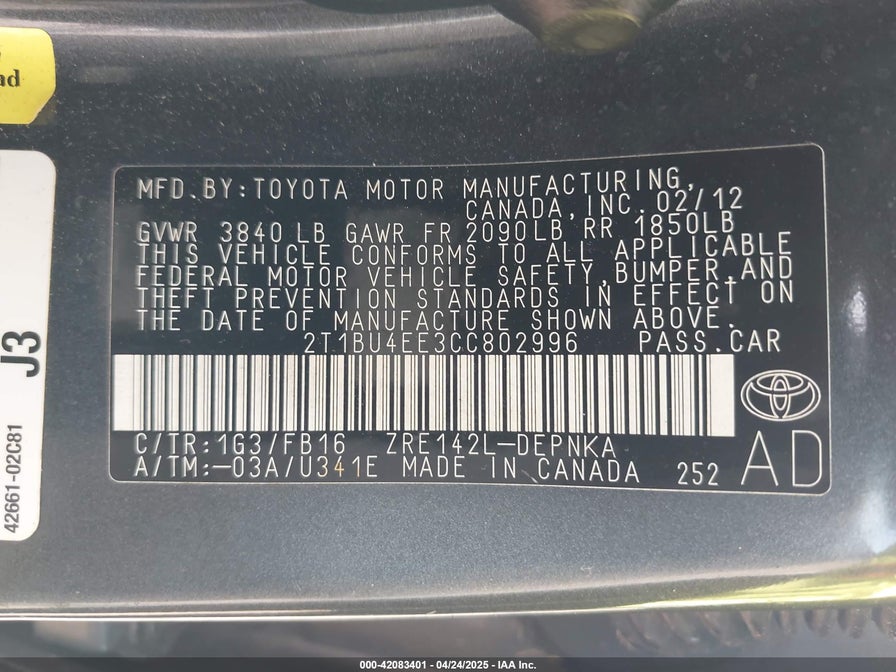 ad
J3
42661-02C81
MFD.BY:TOYOTA MOTOR MANUFACTURING,
CANADA,INC. 02/12
GVWR 3840 LB GAWR FR 2090LB RR 1850LB
THIS VEHICLE CONFORMS TO ALL APPLICABLE
FEDERAL MOTOR VEHICLE SAFETY,BUMPER,AND
THEFT PREVENTION STANDARDS IN EFFECT ON
THE DATE OF MANUFACTURE SHOWN ABOVE.
2T1BU4EE3CC802996 PASS.CAR
C/TR:1G3/FB16 ZRE142L-DEPNKA
A/TM:-03A/U341E MADE IN CANADA 252
AD
000-42083401 - 04/24/2025 - IAA Inc.